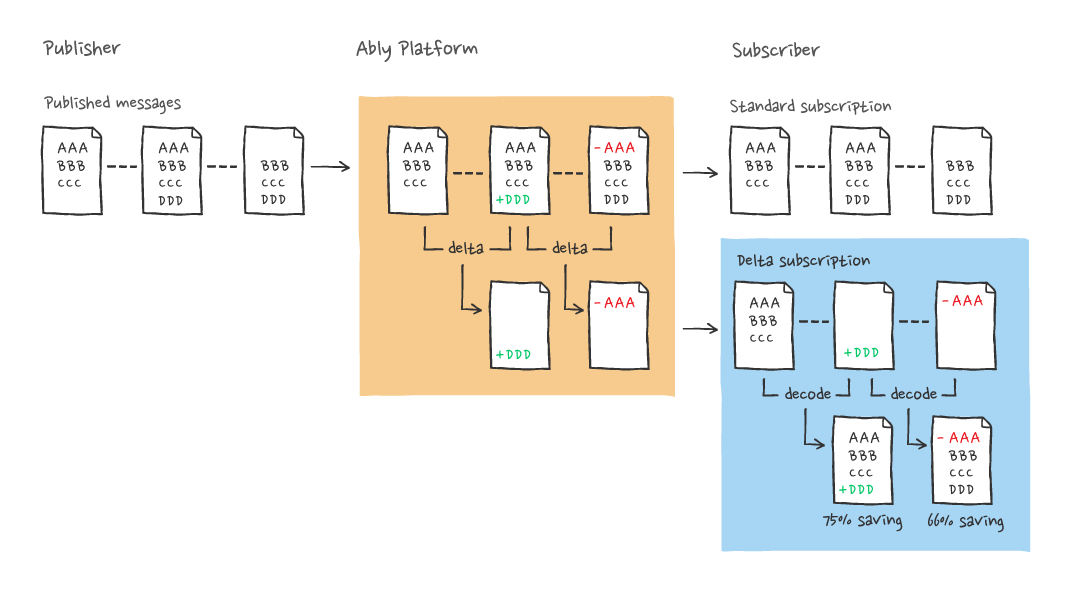 Publisher
Ably Platform
Subscriber
Published messages
AAA
BBB
CCC
AAA
BBB
CCC
DDD
BBB
CCC
DDD
AAA
BBB
CCC
AAA
BBB
CCC
+DDD
-AAA
BBB
CCC
DDD
delta
delta
+DDD
-AAA
Standard subscription
AAA
BBB
CCC
AAA
BBB
CCC
DDD
BBB
CCC
DDD
Delta subscription
AAA
BBB
CCC
+DDD
-AAA
decode
decode
AAA
BBB
CCC
+DDD
- AAA
BBB
CCC
DDD
75% saving
66% saving